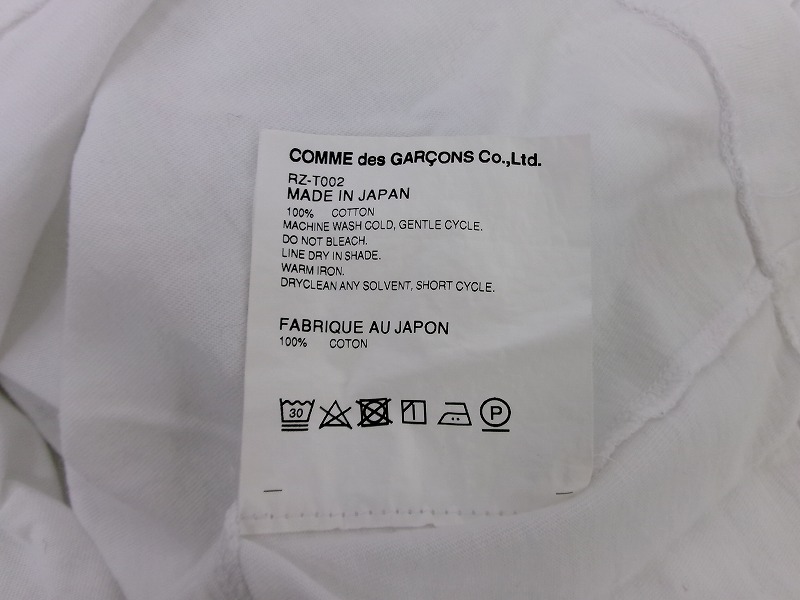 COMME des GARÇONS Co.,Ltd.
RZ-T002
MADE IN JAPAN
100% COTTON
MACHINE WASH COLD, GENTLE CYCLE.
DO NOT BLEACH.
LINE DRY IN SHADE.
WARM IRON.
DRYCLEAN ANY SOLVENT, SHORT CYCLE.
FABRIQUE AU JAPON
100% COTON
30 P